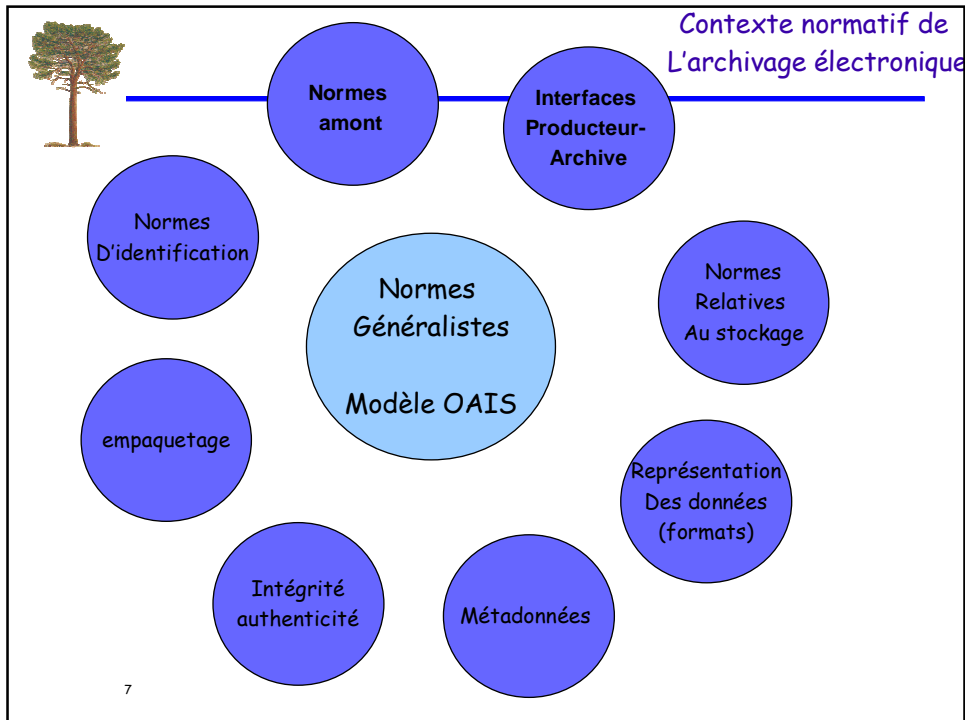 Contexte normatif de
L'archivage électronique
Normes
amont
Interfaces
Producteur-
Archive
Normes
D'identification
Normes
Relatives
Au stockage
Normes
Généralistes
Modèle OAIS
empaquetage
Représentation
Des données
(formats)
Intégrité
authenticité
Métadonnées
7